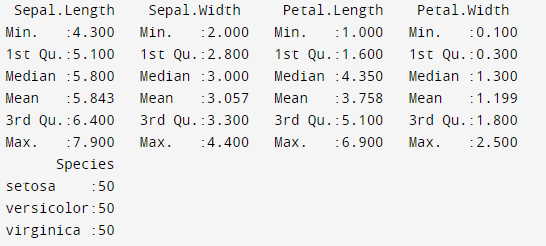 Sepal.Length    Sepal.Width     Petal.Length    Petal.Width   
Min.   :4.300   Min.   :2.000   Min.   :1.000   Min.   :0.100
1st Qu.:5.100   1st Qu.:2.800   1st Qu.:1.600   1st Qu.:0.300
Median :5.800   Median :3.000   Median :4.350   Median :1.300
Mean   :5.843   Mean   :3.057   Mean   :3.758   Mean   :1.199
3rd Qu.:6.400   3rd Qu.:3.300   3rd Qu.:5.100   3rd Qu.:1.800
Max.   :7.900   Max.   :4.400   Max.   :6.900   Max.   :2.500
      Species
setosa    :50
versicolor:50
virginica :50